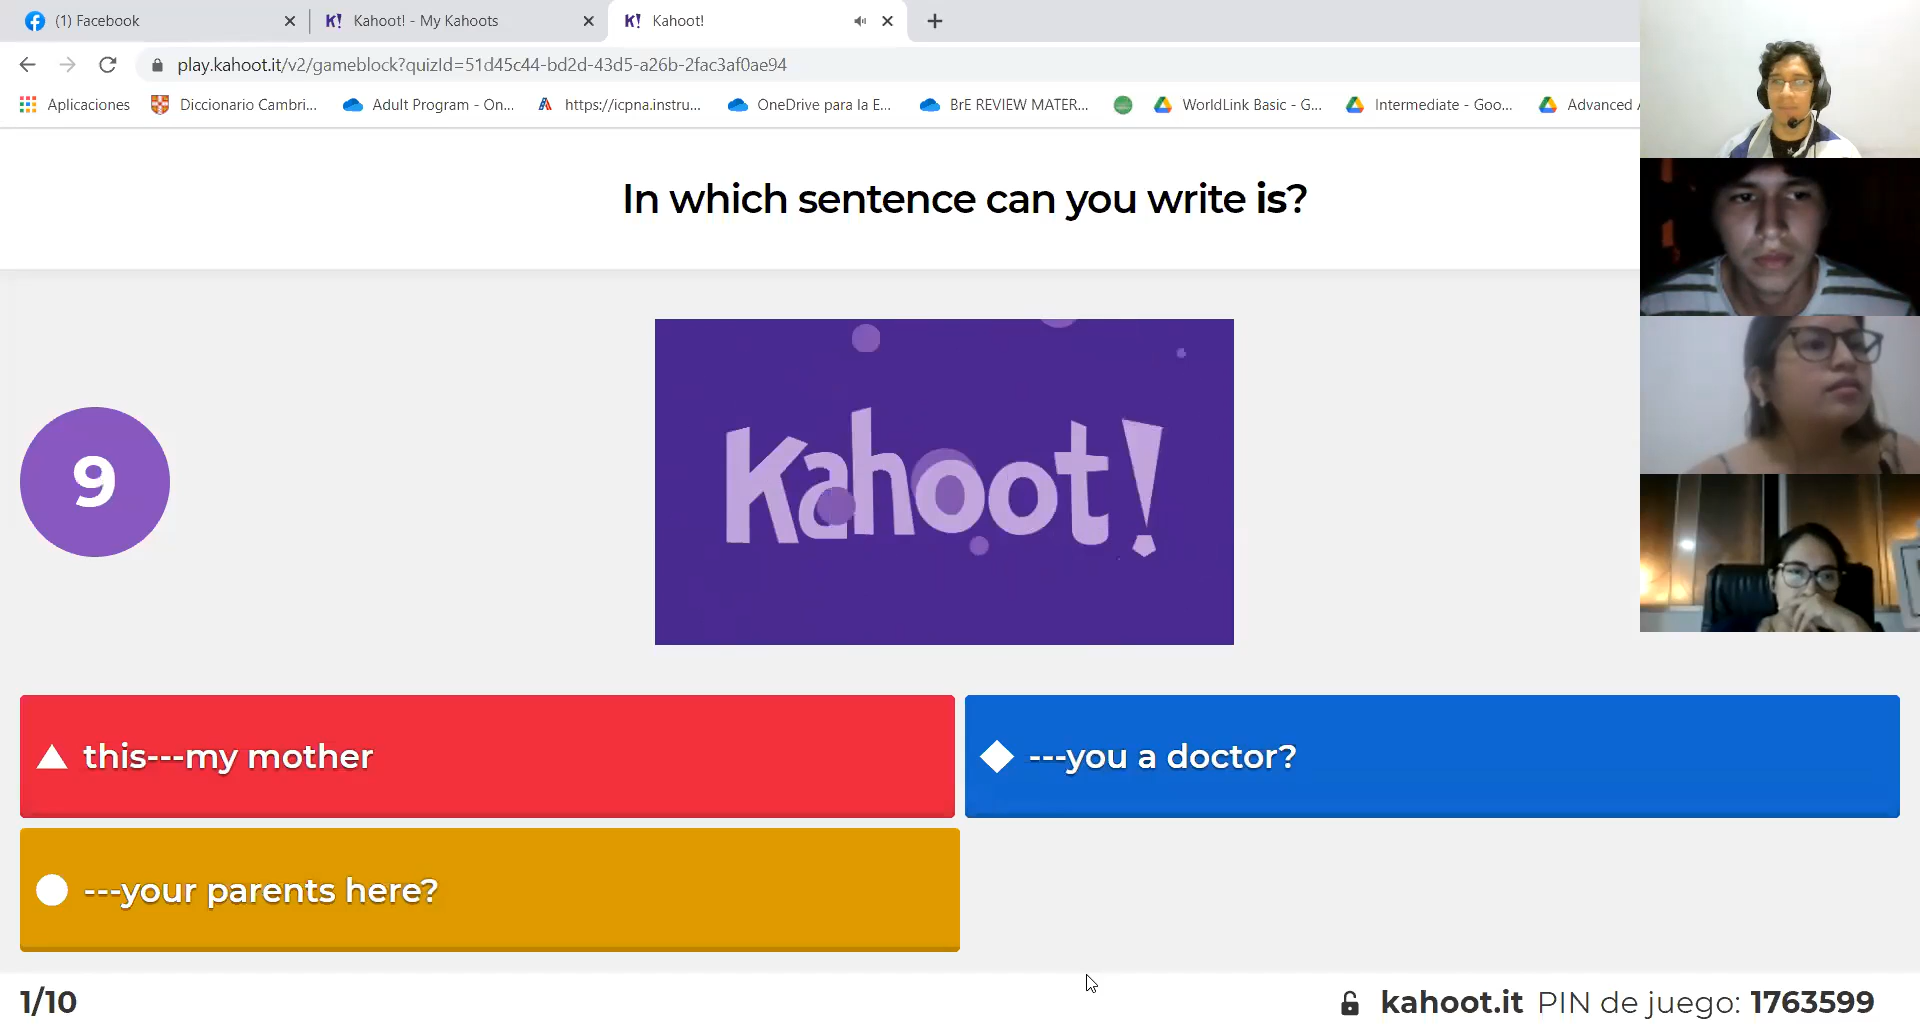 (1) Facebook
Kahoot! - My Kahoots
Kahoot!
play.kahoot.it/v2/gameblock?quizId=51d45c44-bd2d-43d5-a26b-2fac3af0ae94
Aplicaciones
Diccionario Cambri...
Adult Program - On...
https://icpna.instru...
OneDrive para la E...
BrE REVIEW MATER...
WorldLink Basic - G...
Intermediate - Goo...
Advanced
In which sentence can you write is?
9
Kahoot!
this---my mother
---you a doctor?
---your parents here?
1/10
kahoot.it PIN de juego: 1763599